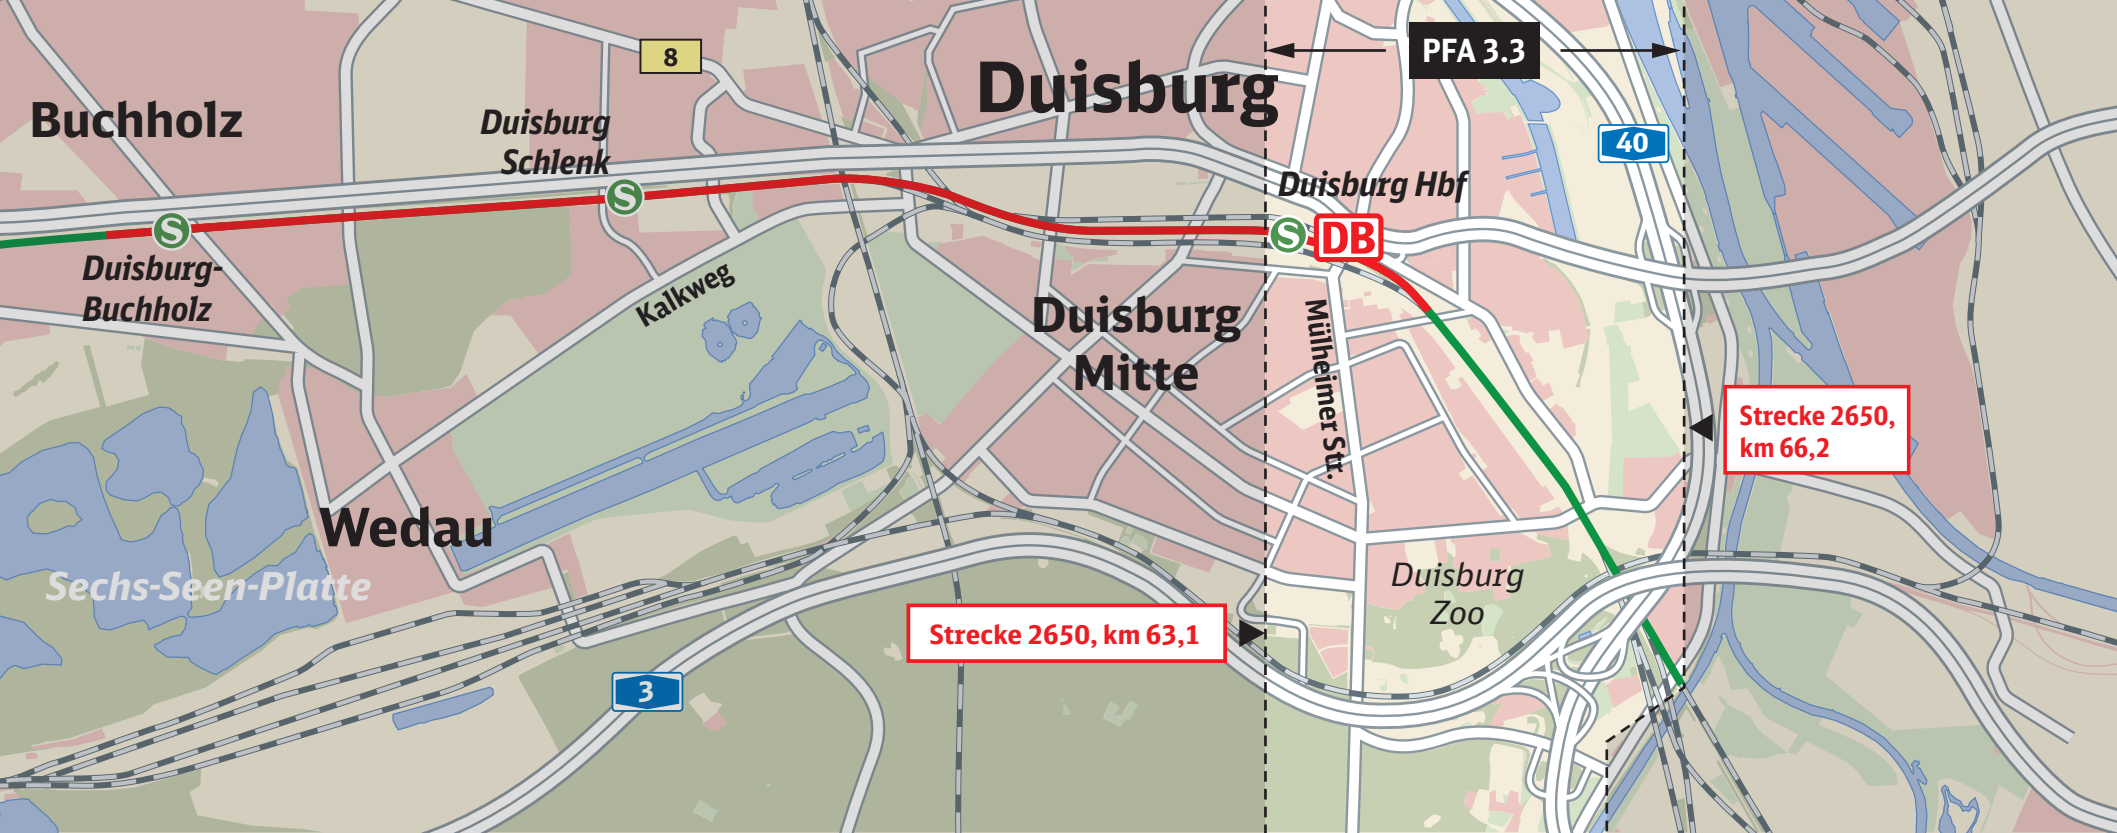 PFA 3.3
8
Duisburg
Buchholz
Duisburg
Schlenk
40
S
Duisburg Hbf
S
S
DB
Duisburg-
Buchholz
Kalkweg
Duisburg
Mitte
Mülheimer Str.
Strecke 2650,
km 66,2
Wedau
Sechs-Seen-Platte
Duisburg
Zoo
Strecke 2650, km 63,1
3